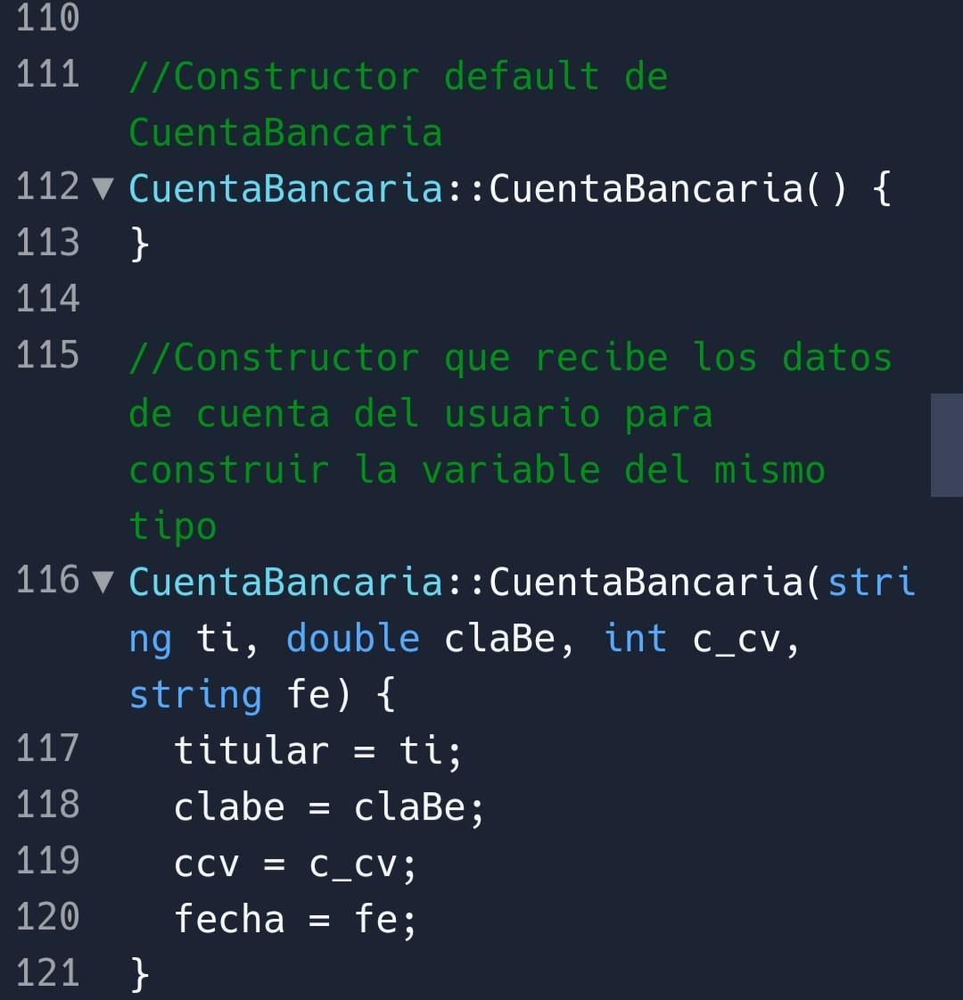 110
111 //Constructor default de
CuentaBancaria
112 ▼ CuentaBancaria::CuentaBancaria() {
113 }
114
115 //Constructor que recibe los datos
de cuenta del usuario para
construir la variable del mismo
tipo
116 ▼ CuentaBancaria::CuentaBancaria(stri
ng ti, double claBe, int c_cv,
string fe) {
117 titular = ti;
118 clabe = claBe;
119 ccv = c_cv;
120 fecha = fe;
121 }